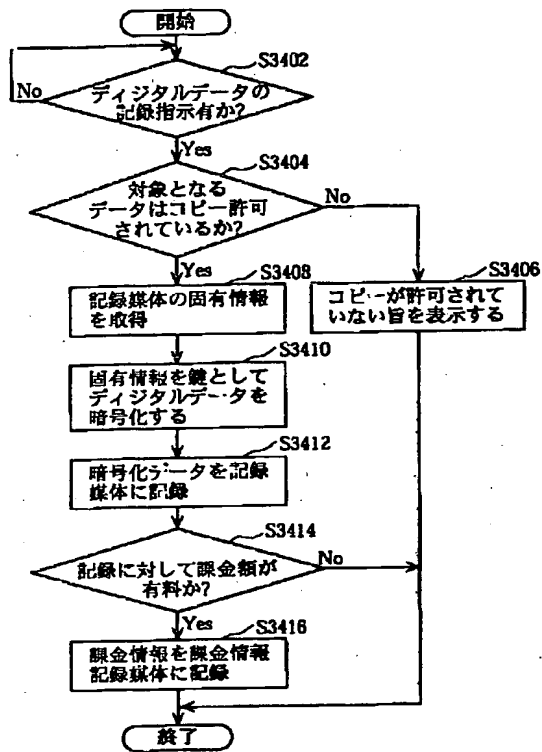 開始
S3402
ディジタルデータの
記録指示有か?
No
Yes
S3404
対象となる
データはコピー許可
されているか?
No
Yes
S3408
記録媒体の固有情報
を取得
S3406
コピーが許可されて
いない旨を表示する
S3410
固有情報を鍵として
ディジタルデータを
暗号化する
S3412
暗号化データを記録
媒体に記録
S3414
記録に対して課金額が
有料か?
No
Yes
S3416
課金情報を課金情報
記録媒体に記録
終了